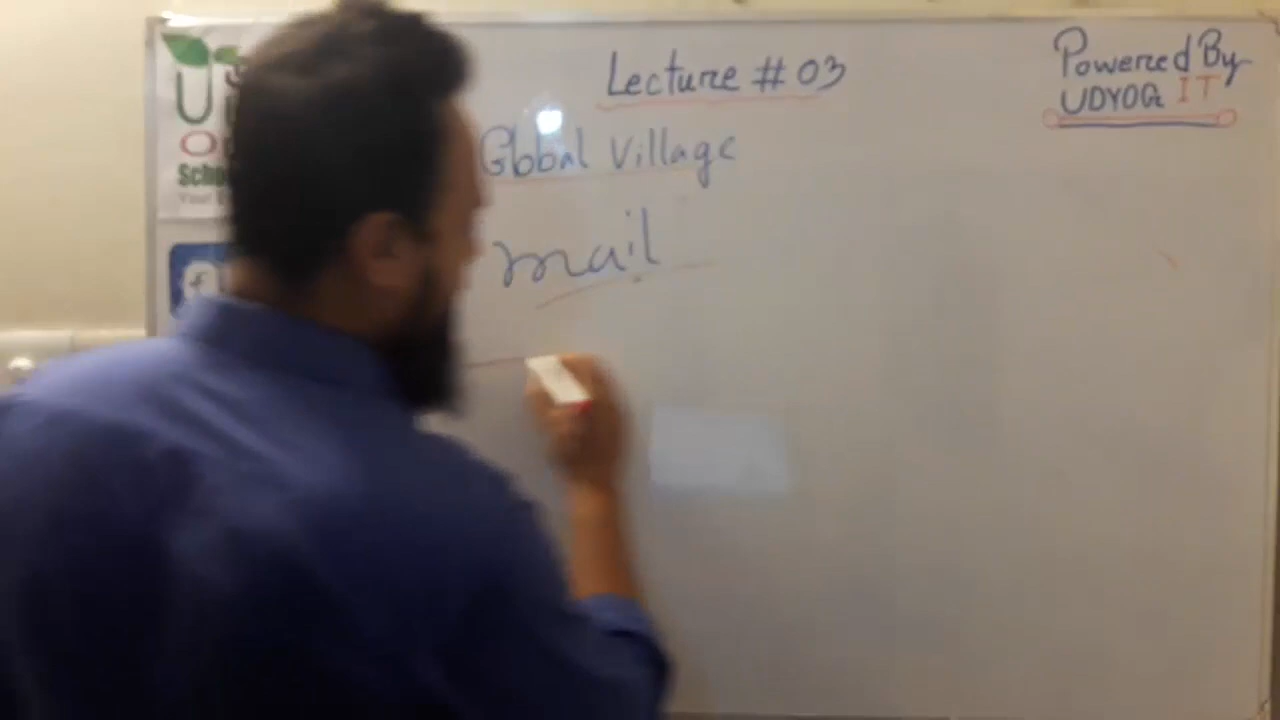 Lecture # 03
Powered By
UDYOG IT
Global Village
mail